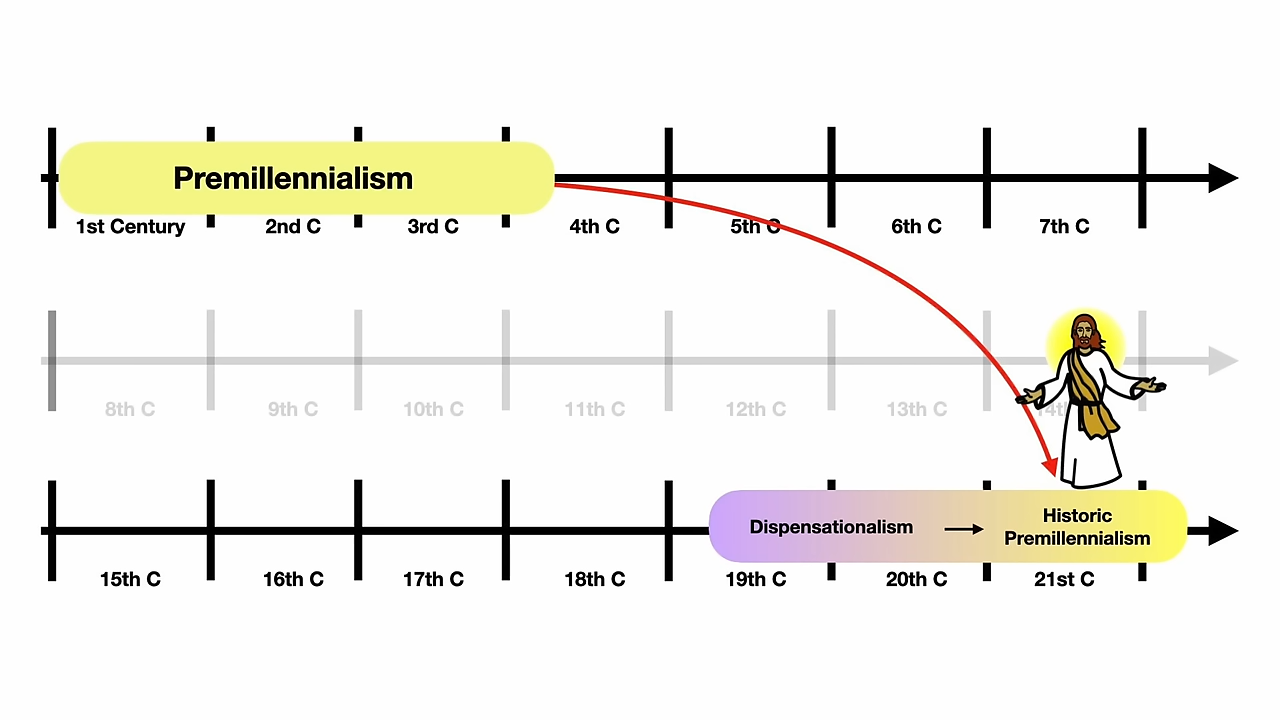 Premillennialism
1st Century 2nd C 3rd C 4th C 5th C 6th C 7th C
8th C 9th C 10th C 11th C 12th C 13th C 14th
Dispensationalism
Historic
Premillennialism
15th C 16th C 17th C 18th C 19th C 20th C 21st C